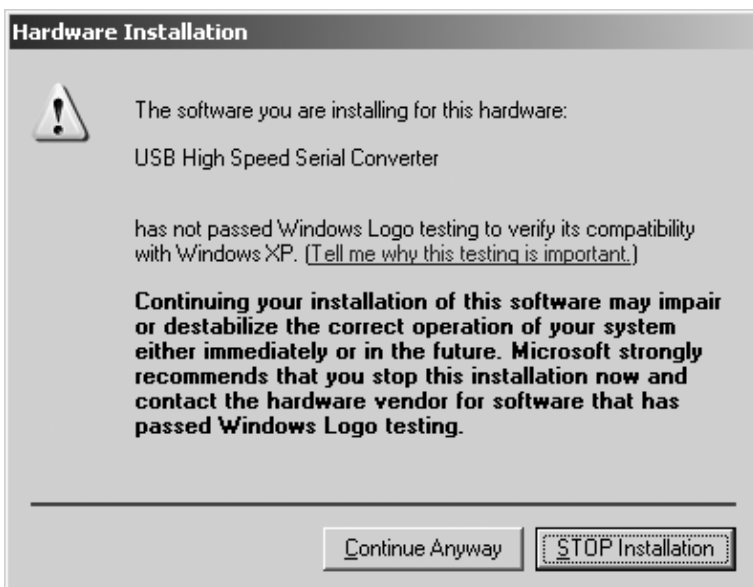 Hardware Installation
The software you are installing for this hardware:
USB High Speed Serial Converter
has not passed Windows Logo testing to verify its compatibility
with Windows XP. (Tell me why this testing is important.)
Continuing your installation of this software may impair
or destabilize the correct operation of your system
either immediately or in the future. Microsoft strongly
recommends that you stop this installation now and
contact the hardware vendor for software that has
passed Windows Logo testing.
Continue Anyway STOP Installation